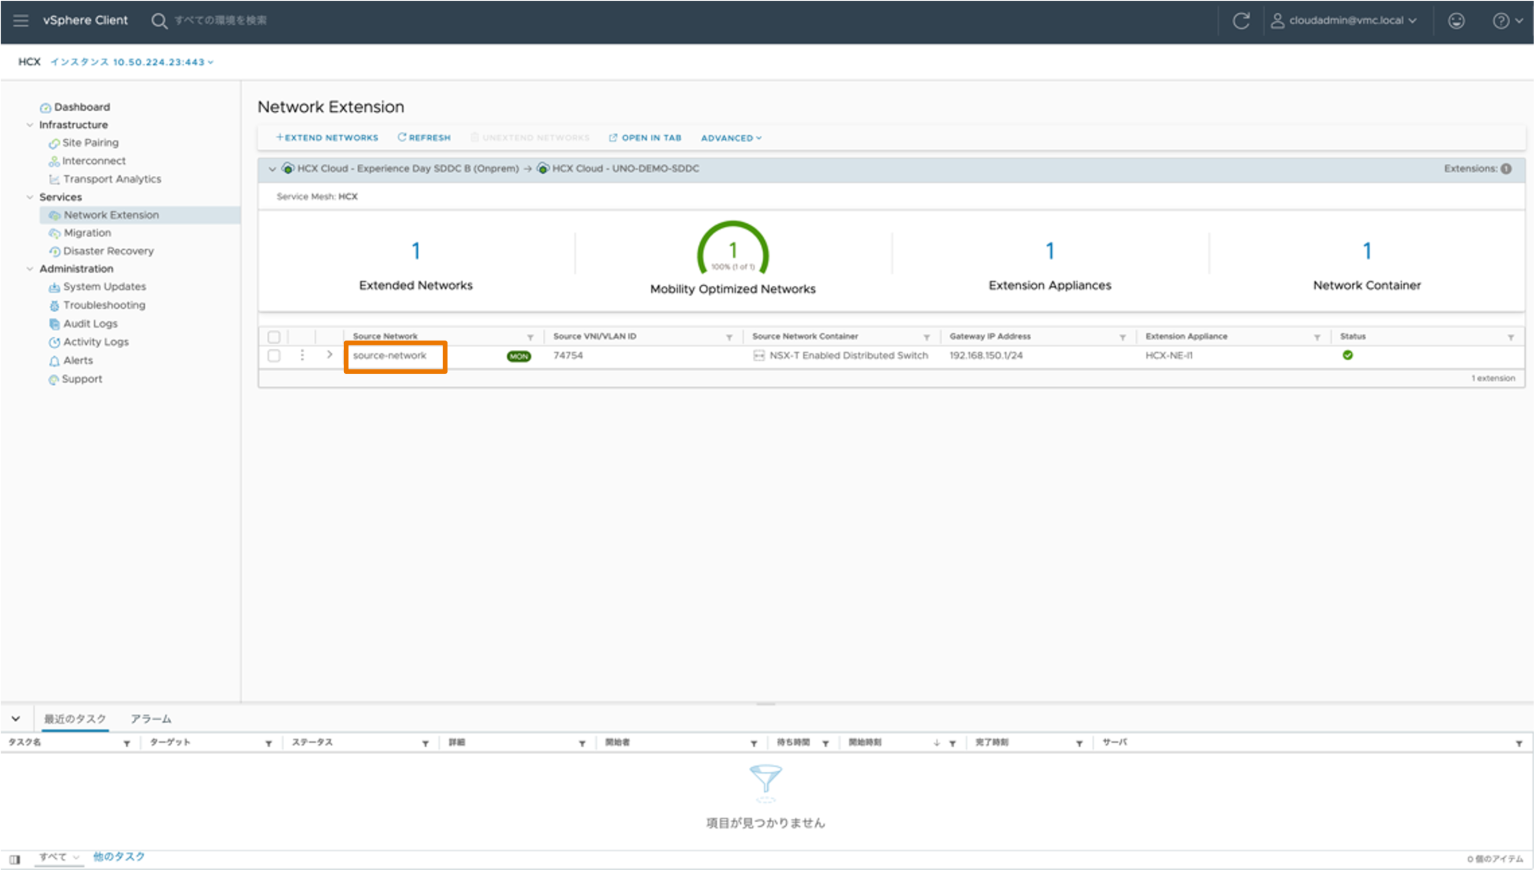 vSphere Client すべての環境を検索 cloudadmin@vmc.local
HCX インスタンス 10.50.224.23:443
Dashboard
Infrastructure
Site Pairing
Interconnect
Transport Analytics
Services
Network Extension
Migration
Disaster Recovery
Administration
System Updates
Troubleshooting
Audit Logs
Activity Logs
Alerts
Support
Network Extension
+EXTEND NETWORKS REFRESH UNEXTEND NETWORKS OPEN IN TAB ADVANCED
HCX Cloud - Experience Day SDDC B (Onprem) → HCX Cloud - UNO-DEMO-SDDC Extensions: 1
Service Mesh: HCX
1 1 1 1
100% (1 of 1)
Extended Networks Mobility Optimized Networks Extension Appliances Network Container
Source Network Source VNI/VLAN ID Source Network Container Gateway IP Address Extension Appliance Status
source-network MON 74754 NSX-T Enabled Distributed Switch 192.168.150.1/24 HCX-NE-I1
1 extension
最近のタスク アラーム
タスク名 ターゲット ステータス 詳細 開始者 待ち時間 開始時刻 ↓ 完了時刻 サーバ
項目が見つかりません
すべて 他のタスク 0 個のアイテム